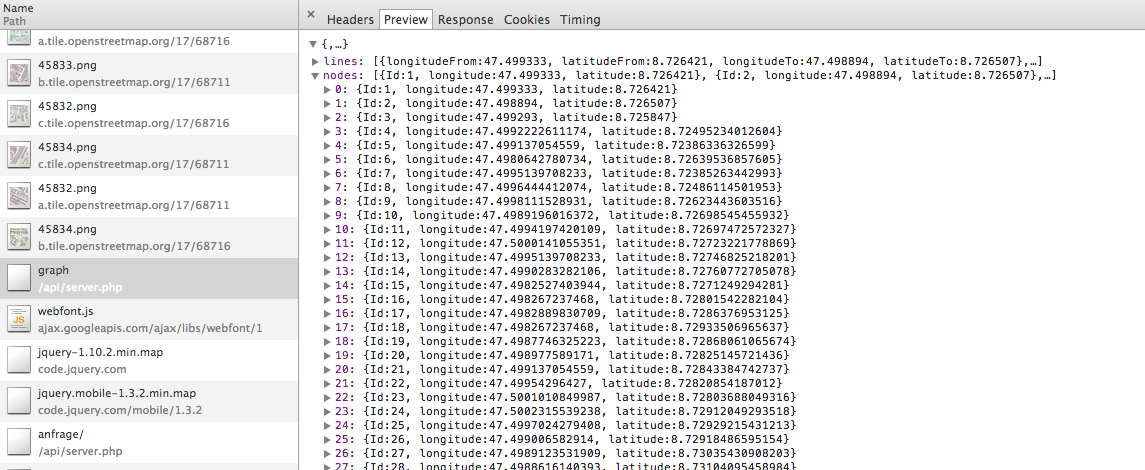 Name
Path
a.tile.openstreetmap.org/17/68716
45833.png
b.tile.openstreetmap.org/17/68711
45832.png
c.tile.openstreetmap.org/17/68716
45834.png
c.tile.openstreetmap.org/17/68711
45832.png
a.tile.openstreetmap.org/17/68711
45834.png
b.tile.openstreetmap.org/17/68716
graph
/api/server.php
JS
webfont.js
ajax.googleapis.com/ajax/libs/webfont/1
jquery-1.10.2.min.map
code.jquery.com
jquery.mobile-1.3.2.min.map
code.jquery.com/mobile/1.3.2
anfrage/
/api/server.php
× Headers Preview Response Cookies Timing
▼{,…}
▶ lines: [{longitudeFrom:47.499333, latitudeFrom:8.726421, longitudeTo:47.498894, latitudeTo:8.726507},…]
▼ nodes: [{Id:1, longitude:47.499333, latitude:8.726421}, {Id:2, longitude:47.498894, latitude:8.726507},…]
▶ 0: {Id:1, longitude:47.499333, latitude:8.726421}
▶ 1: {Id:2, longitude:47.498894, latitude:8.726507}
▶ 2: {Id:3, longitude:47.499293, latitude:8.725847}
▶ 3: {Id:4, longitude:47.4992222611174, latitude:8.72495234012604}
▶ 4: {Id:5, longitude:47.499137054559, latitude:8.72386336326599}
▶ 5: {Id:6, longitude:47.4980642780734, latitude:8.72639536857605}
▶ 6: {Id:7, longitude:47.4995139708233, latitude:8.72385263442993}
▶ 7: {Id:8, longitude:47.4996444412074, latitude:8.72486114501953}
▶ 8: {Id:9, longitude:47.4998111528931, latitude:8.72623443603516}
▶ 9: {Id:10, longitude:47.4989196016372, latitude:8.72698545455932}
▶ 10: {Id:11, longitude:47.4994197420109, latitude:8.72697472572327}
▶ 11: {Id:12, longitude:47.5000141055351, latitude:8.72723221778869}
▶ 12: {Id:13, longitude:47.4995139708233, latitude:8.72746825218201}
▶ 13: {Id:14, longitude:47.4990283282106, latitude:8.72760772705078}
▶ 14: {Id:15, longitude:47.4982527403944, latitude:8.7271249294281}
▶ 15: {Id:16, longitude:47.498267237468, latitude:8.72801542282104}
▶ 16: {Id:17, longitude:47.4982889830709, latitude:8.7286376953125}
▶ 17: {Id:18, longitude:47.498267237468, latitude:8.72933506965637}
▶ 18: {Id:19, longitude:47.4987746325223, latitude:8.72868061065674}
▶ 19: {Id:20, longitude:47.498977589171, latitude:8.72825145721436}
▶ 20: {Id:21, longitude:47.499137054559, latitude:8.72843384742737}
▶ 21: {Id:22, longitude:47.49954296427, latitude:8.72820854187012}
▶ 22: {Id:23, longitude:47.5001010849987, latitude:8.72803688049316}
▶ 23: {Id:24, longitude:47.5002315539238, latitude:8.72912049293518}
▶ 24: {Id:25, longitude:47.4997024279408, latitude:8.72929215431213}
▶ 25: {Id:26, longitude:47.499006582914, latitude:8.72918486595154}
▶ 26: {Id:27, longitude:47.4989123531909, latitude:8.73035430908203}
▶ 27: {Id:28, longitude:47.4988616140393, latitude:8.73104095458984}